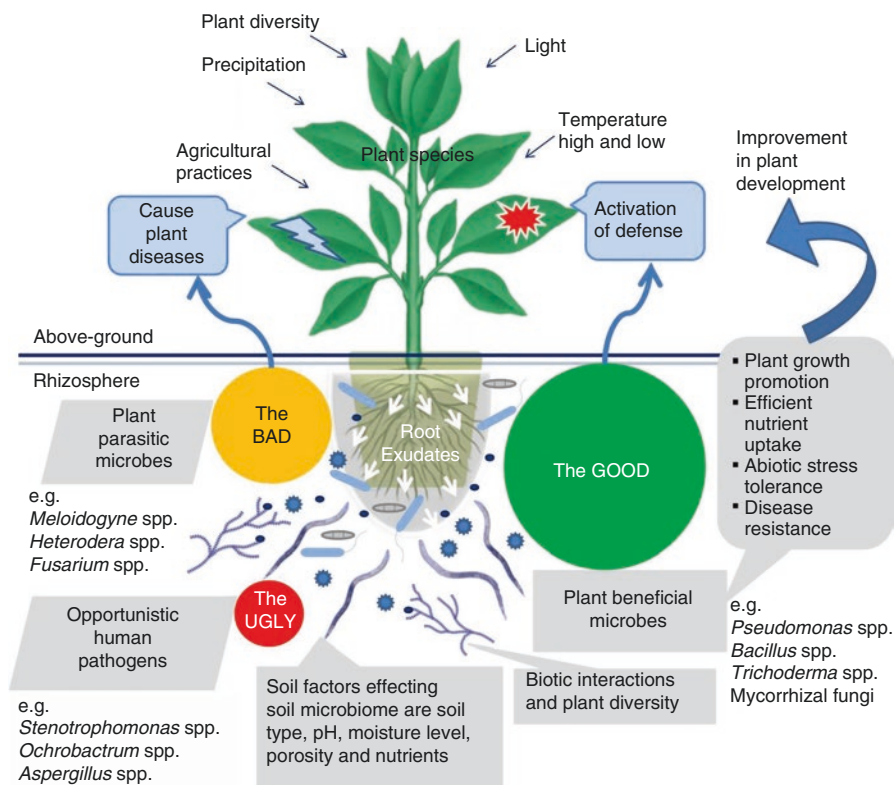 Plant diversity
Light
Precipitation
Temperature
high and low
Plant species
Agricultural
practices
Improvement
in plant
development
Cause
plant
diseases
Activation
of defense
Above-ground
Rhizosphere
Plant
parasitic
microbes
The
BAD
Root
Exudates
The GOOD
▪ Plant growth
promotion
▪ Efficient
nutrient
uptake
▪ Abiotic stress
tolerance
▪ Disease
resistance
e.g.
Meloidogyne spp.
Heterodera spp.
Fusarium spp.
Opportunistic
human
pathogens
The
UGLY
Plant beneficial
microbes
e.g.
Pseudomonas spp.
Bacillus spp.
Trichoderma spp.
Mycorrhizal fungi
e.g.
Stenotrophomonas spp.
Ochrobactrum spp.
Aspergillus spp.
Soil factors effecting
soil microbiome are soil
type, pH, moisture level,
porosity and nutrients
Biotic interactions
and plant diversity